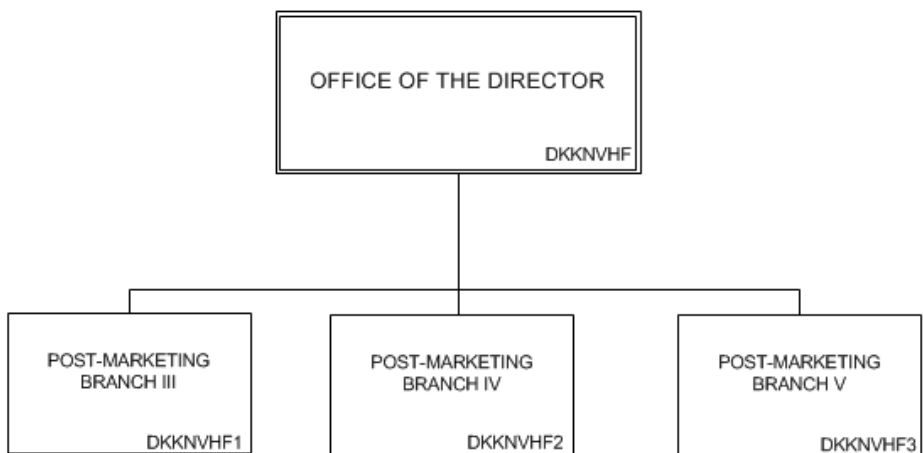 OFFICE OF THE DIRECTOR
DKKNVHF
POST-MARKETING
BRANCH III
DKKNVHF1
POST-MARKETING
BRANCH IV
DKKNVHF2
POST-MARKETING
BRANCH V
DKKNVHF3